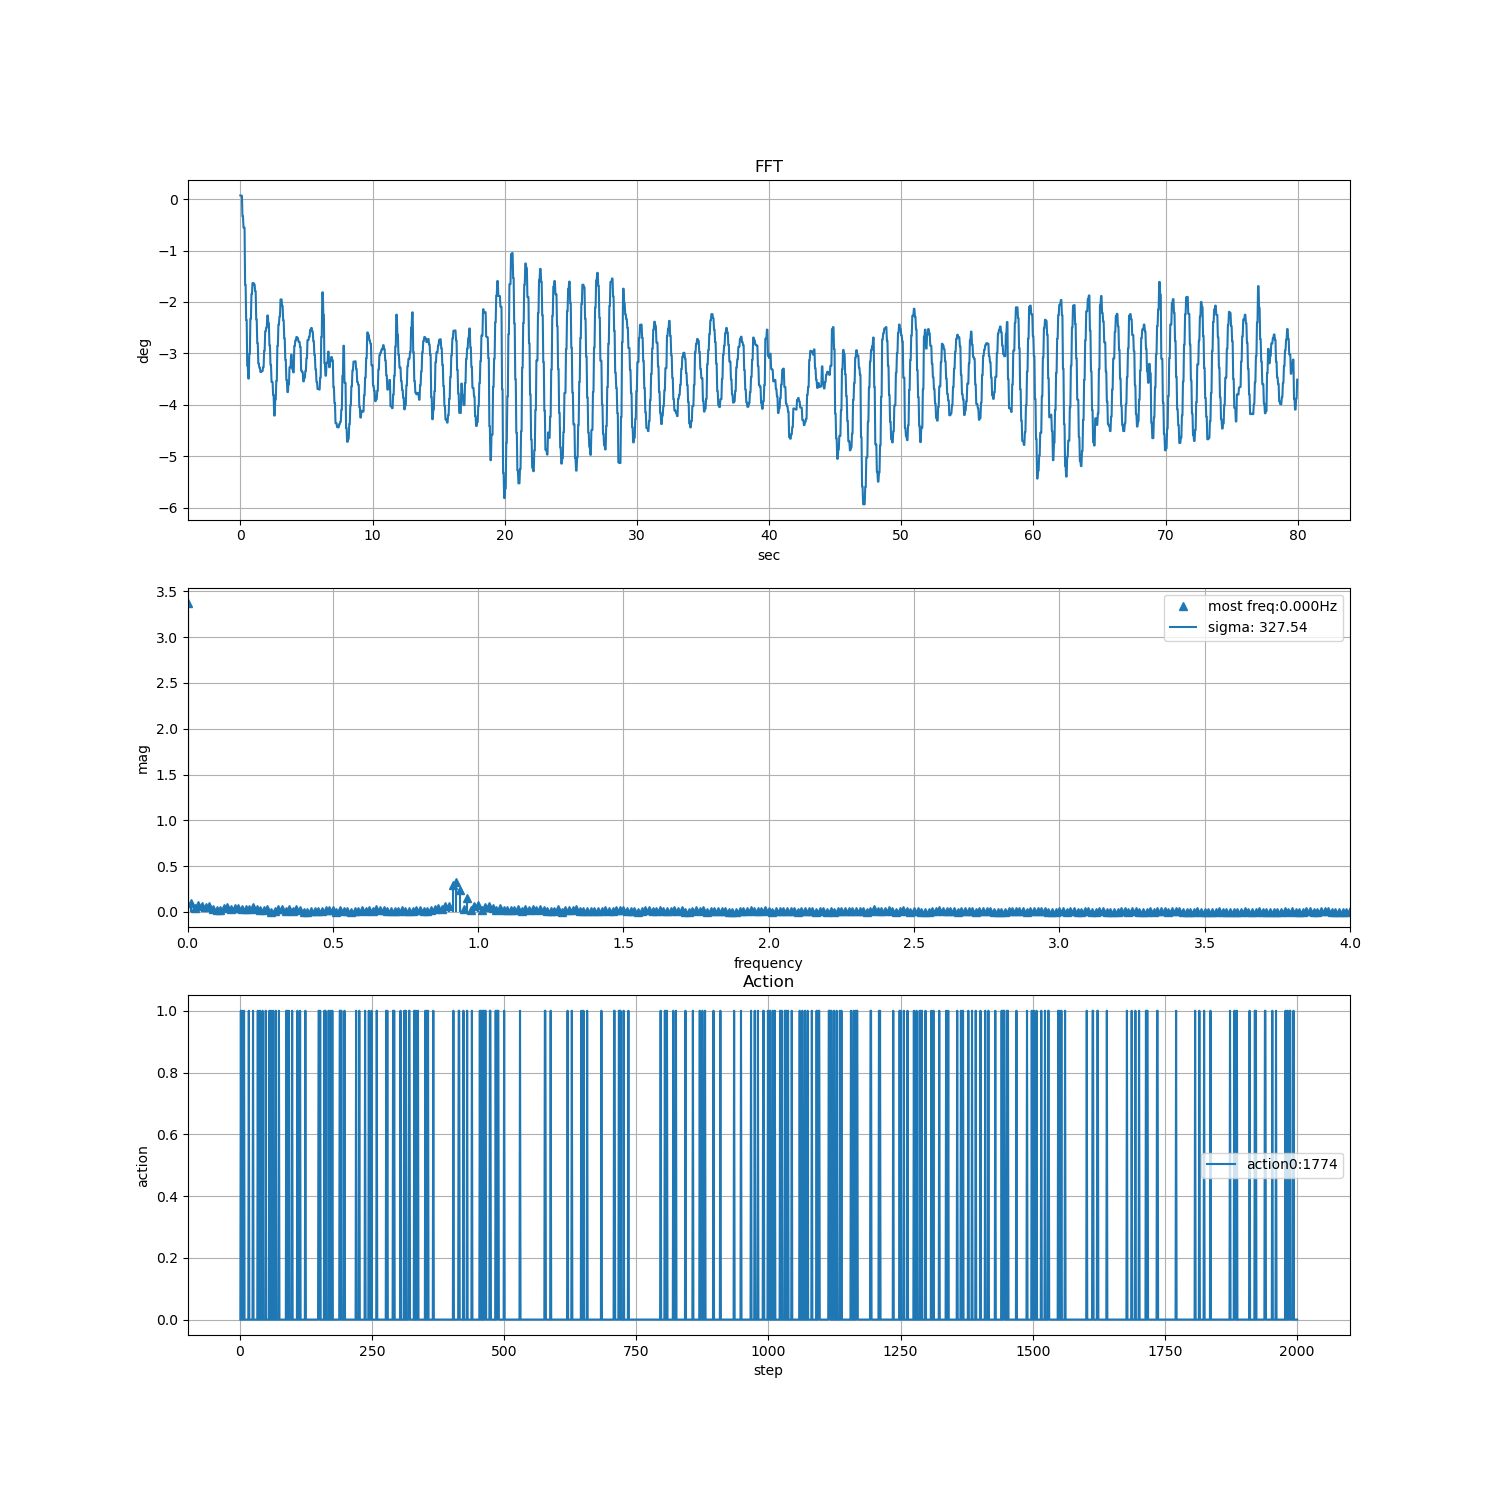 FFT
0
−1
−2
−3
−4
−5
−6
deg
0 10 20 30 40 50 60 70 80
sec
3.5
3.0
2.5
2.0
1.5
1.0
0.5
0.0
mag
most freq:0.000Hz
sigma: 327.54
0.0 0.5 1.0 1.5 2.0 2.5 3.0 3.5 4.0
frequency
Action
1.0
0.8
0.6
0.4
0.2
0.0
action
action0:1774
0 250 500 750 1000 1250 1500 1750 2000
step